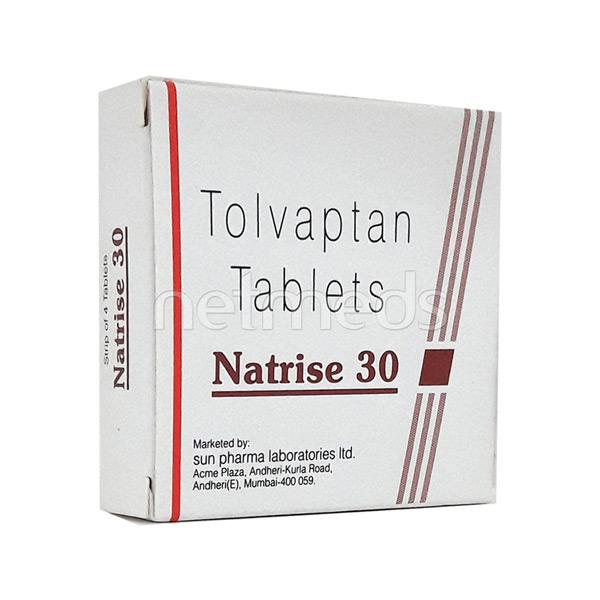 Strip of 4 Tablets
Natrise 30
Tolvaptan
Tablets
netmeds
Natrise 30
Marketed by:
sun pharma laboratories ltd.
Acme Plaza, Andheri-Kurla Road,
Andheri(E), Mumbai-400 059.